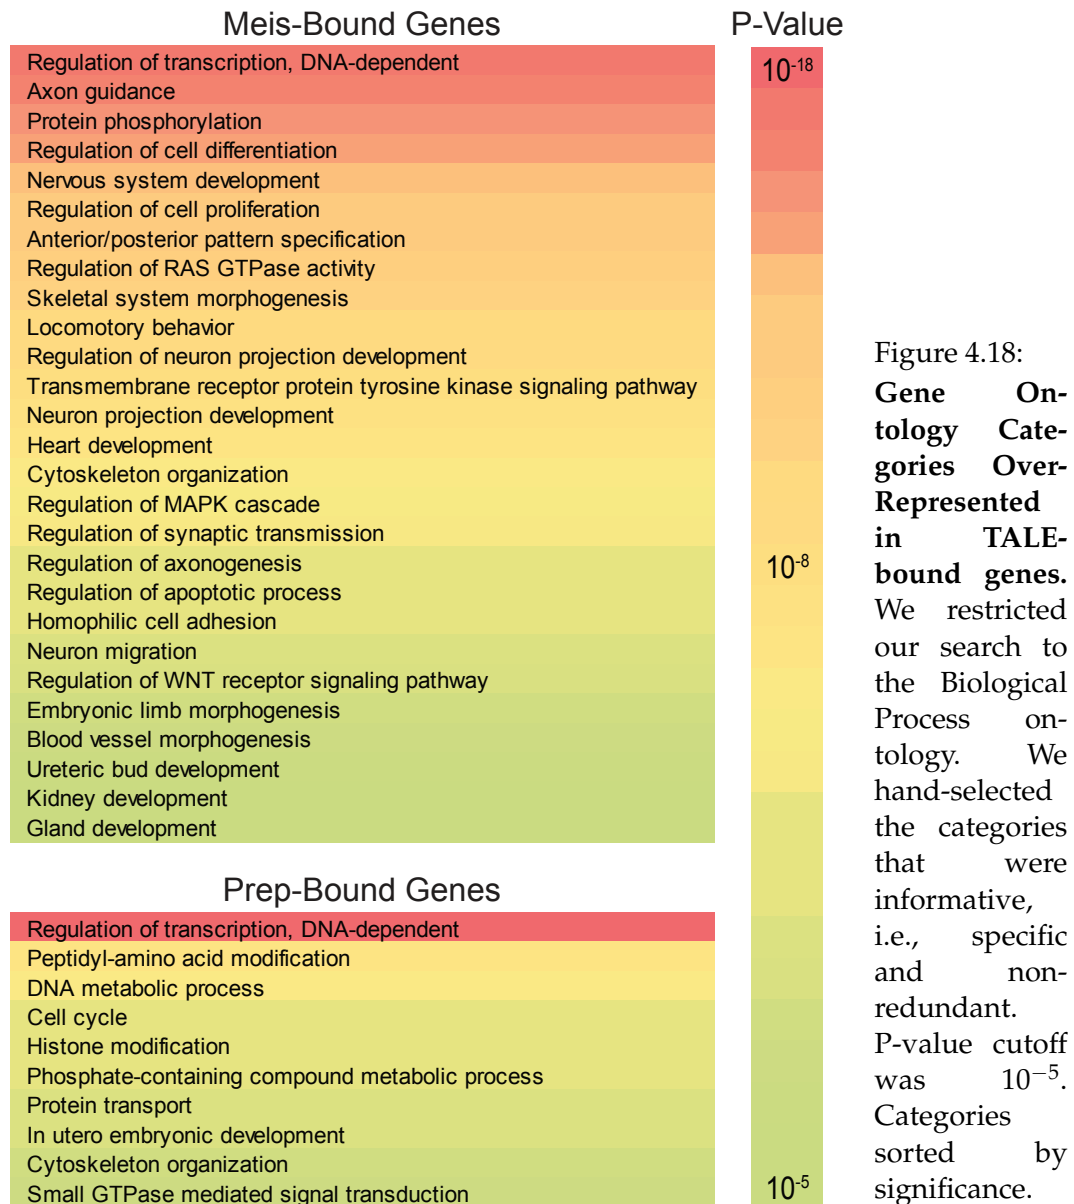 Meis-Bound Genes
P-Value
Regulation of transcription, DNA-dependent
Axon guidance
Protein phosphorylation
Regulation of cell differentiation
Nervous system development
Regulation of cell proliferation
Anterior/posterior pattern specification
Regulation of RAS GTPase activity
Skeletal system morphogenesis
Locomotory behavior
Regulation of neuron projection development
Transmembrane receptor protein tyrosine kinase signaling pathway
Neuron projection development
Heart development
Cytoskeleton organization
Regulation of MAPK cascade
Regulation of synaptic transmission
Regulation of axonogenesis
Regulation of apoptotic process
Homophilic cell adhesion
Neuron migration
Regulation of WNT receptor signaling pathway
Embryonic limb morphogenesis
Blood vessel morphogenesis
Ureteric bud development
Kidney development
Gland development
Prep-Bound Genes
Regulation of transcription, DNA-dependent
Peptidyl-amino acid modification
DNA metabolic process
Cell cycle
Histone modification
Phosphate-containing compound metabolic process
Protein transport
In utero embryonic development
Cytoskeleton organization
Small GTPase mediated signal transduction
10⁻¹⁸
10⁻⁸
10⁻⁵
Figure 4.18:
Gene On-
tology Cate-
gories Over-
Represented
in TALE-
bound genes.
We restricted
our search to
the Biological
Process on-
tology. We
hand-selected
the categories
that were
informative,
i.e., specific
and non-
redundant.
P-value cutoff
was 10⁻⁵.
Categories
sorted by
significance.